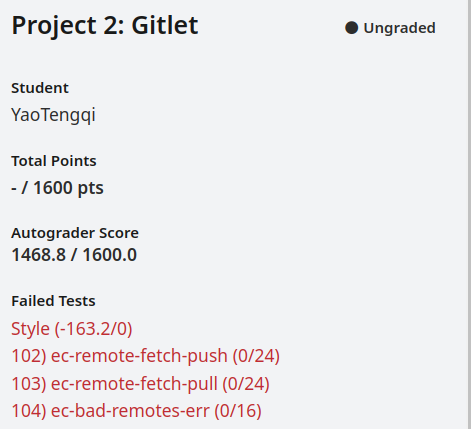 Project 2: Gitlet
Ungraded
Student
YaoTengqi
Total Points
- / 1600 pts
Autograder Score
1468.8 / 1600.0
Failed Tests
Style (-163.2/0)
102) ec-remote-fetch-push (0/24)
103) ec-remote-fetch-pull (0/24)
104) ec-bad-remotes-err (0/16)